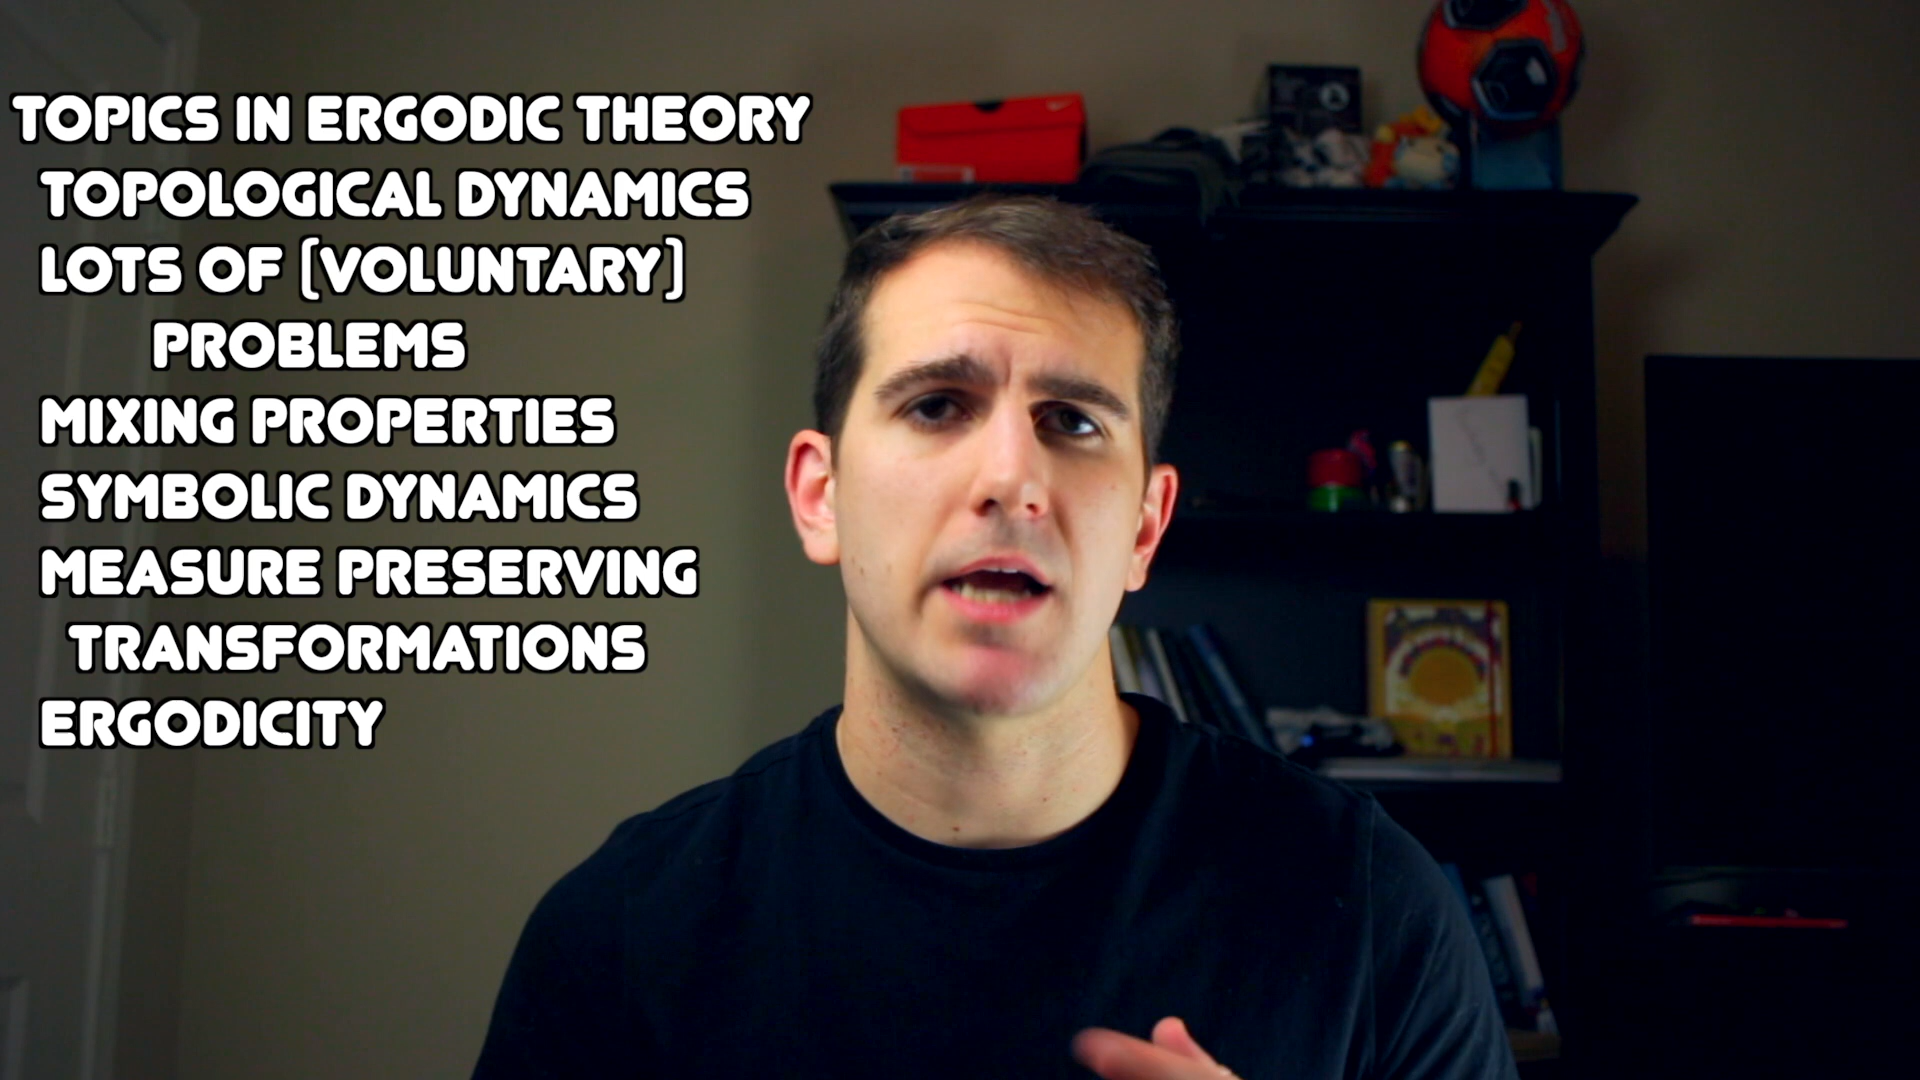 TOPICS IN ERGODIC THEORY
TOPOLOGICAL DYNAMICS
LOTS OF (VOLUNTARY)
PROBLEMS
MIXING PROPERTIES
SYMBOLIC DYNAMICS
MEASURE PRESERVING
TRANSFORMATIONS
ERGODICITY